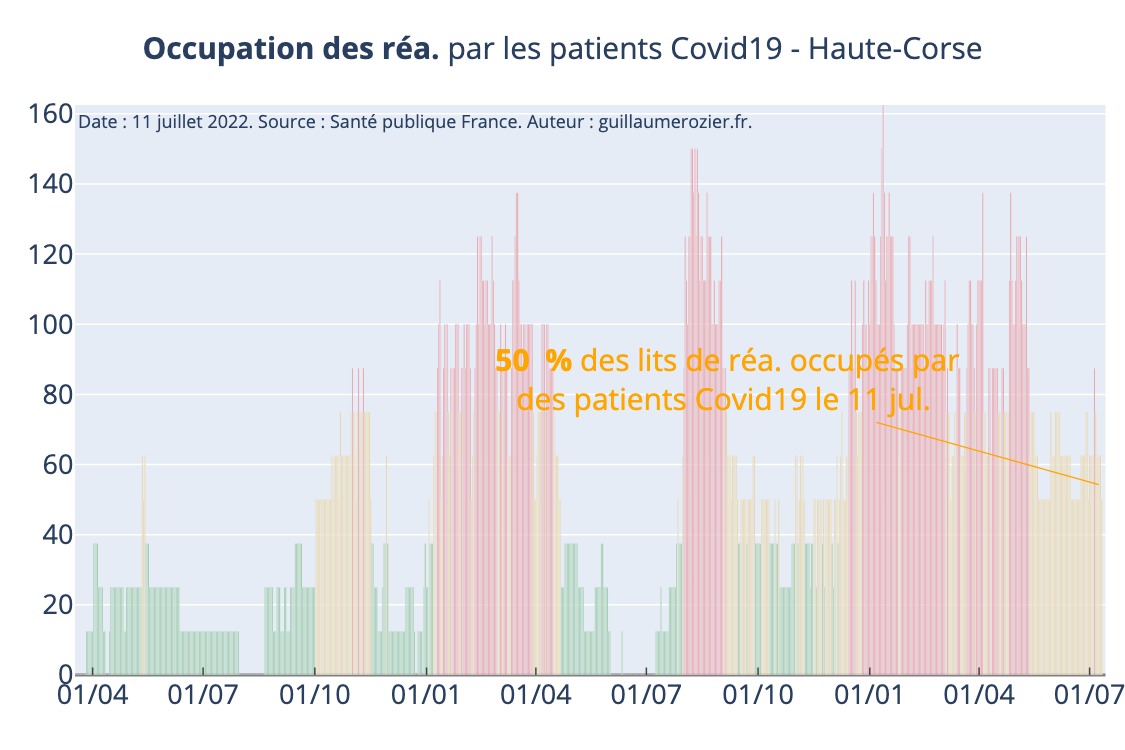 Occupation des réa. par les patients Covid19 - Haute-Corse
160
Date : 11 juillet 2022. Source : Santé publique France. Auteur : guillaumerozier.fr.
140
120
100
50 % des lits de réa. occupés par
des patients Covid19 le 11 jul.
80
60
40
20
0
01/04 01/07 01/10 01/01 01/04 01/07 01/10 01/01 01/04 01/07